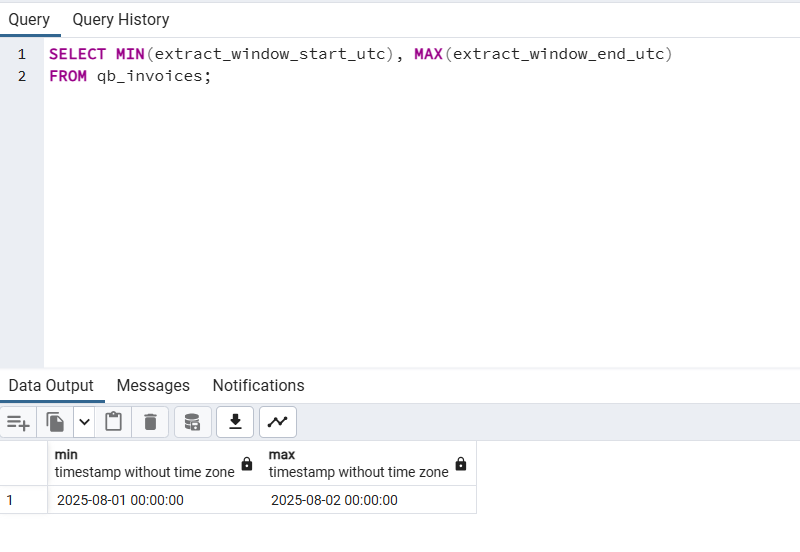 Query Query History
1 SELECT MIN(extract_window_start_utc), MAX(extract_window_end_utc)
2 FROM qb_invoices;
Data Output Messages Notifications
min max
timestamp without time zone timestamp without time zone
1 2025-08-01 00:00:00 2025-08-02 00:00:00